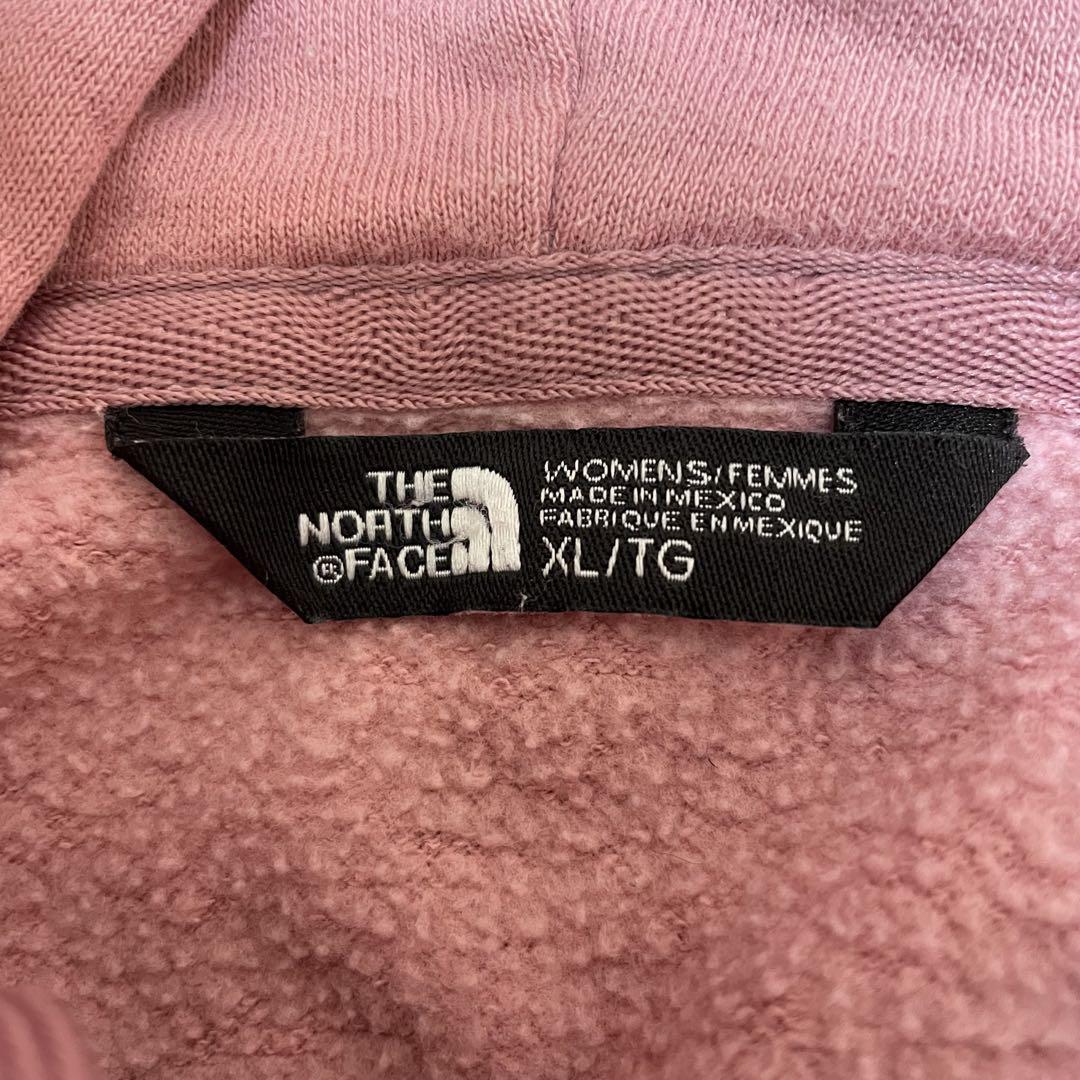 THE
NORTH
®FACE
WOMENS/FEMMES
MADE IN MEXICO
FABRIQUE EN MEXIQUE
XL/TG